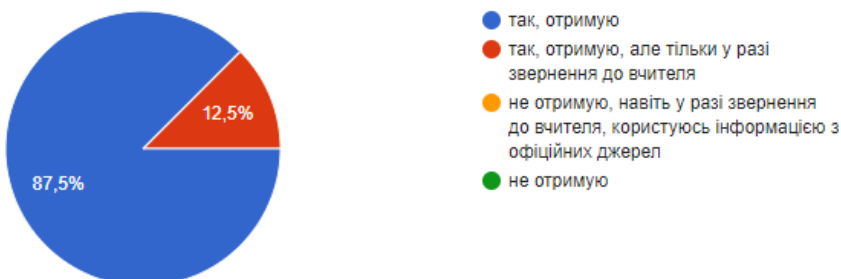 так, отримую
так, отримую, але тільки у разі
звернення до вчителя
не отримую, навіть у разі звернення
до вчителя, користуюсь інформацією з
офіційних джерел
не отримую
12,5%
87,5%